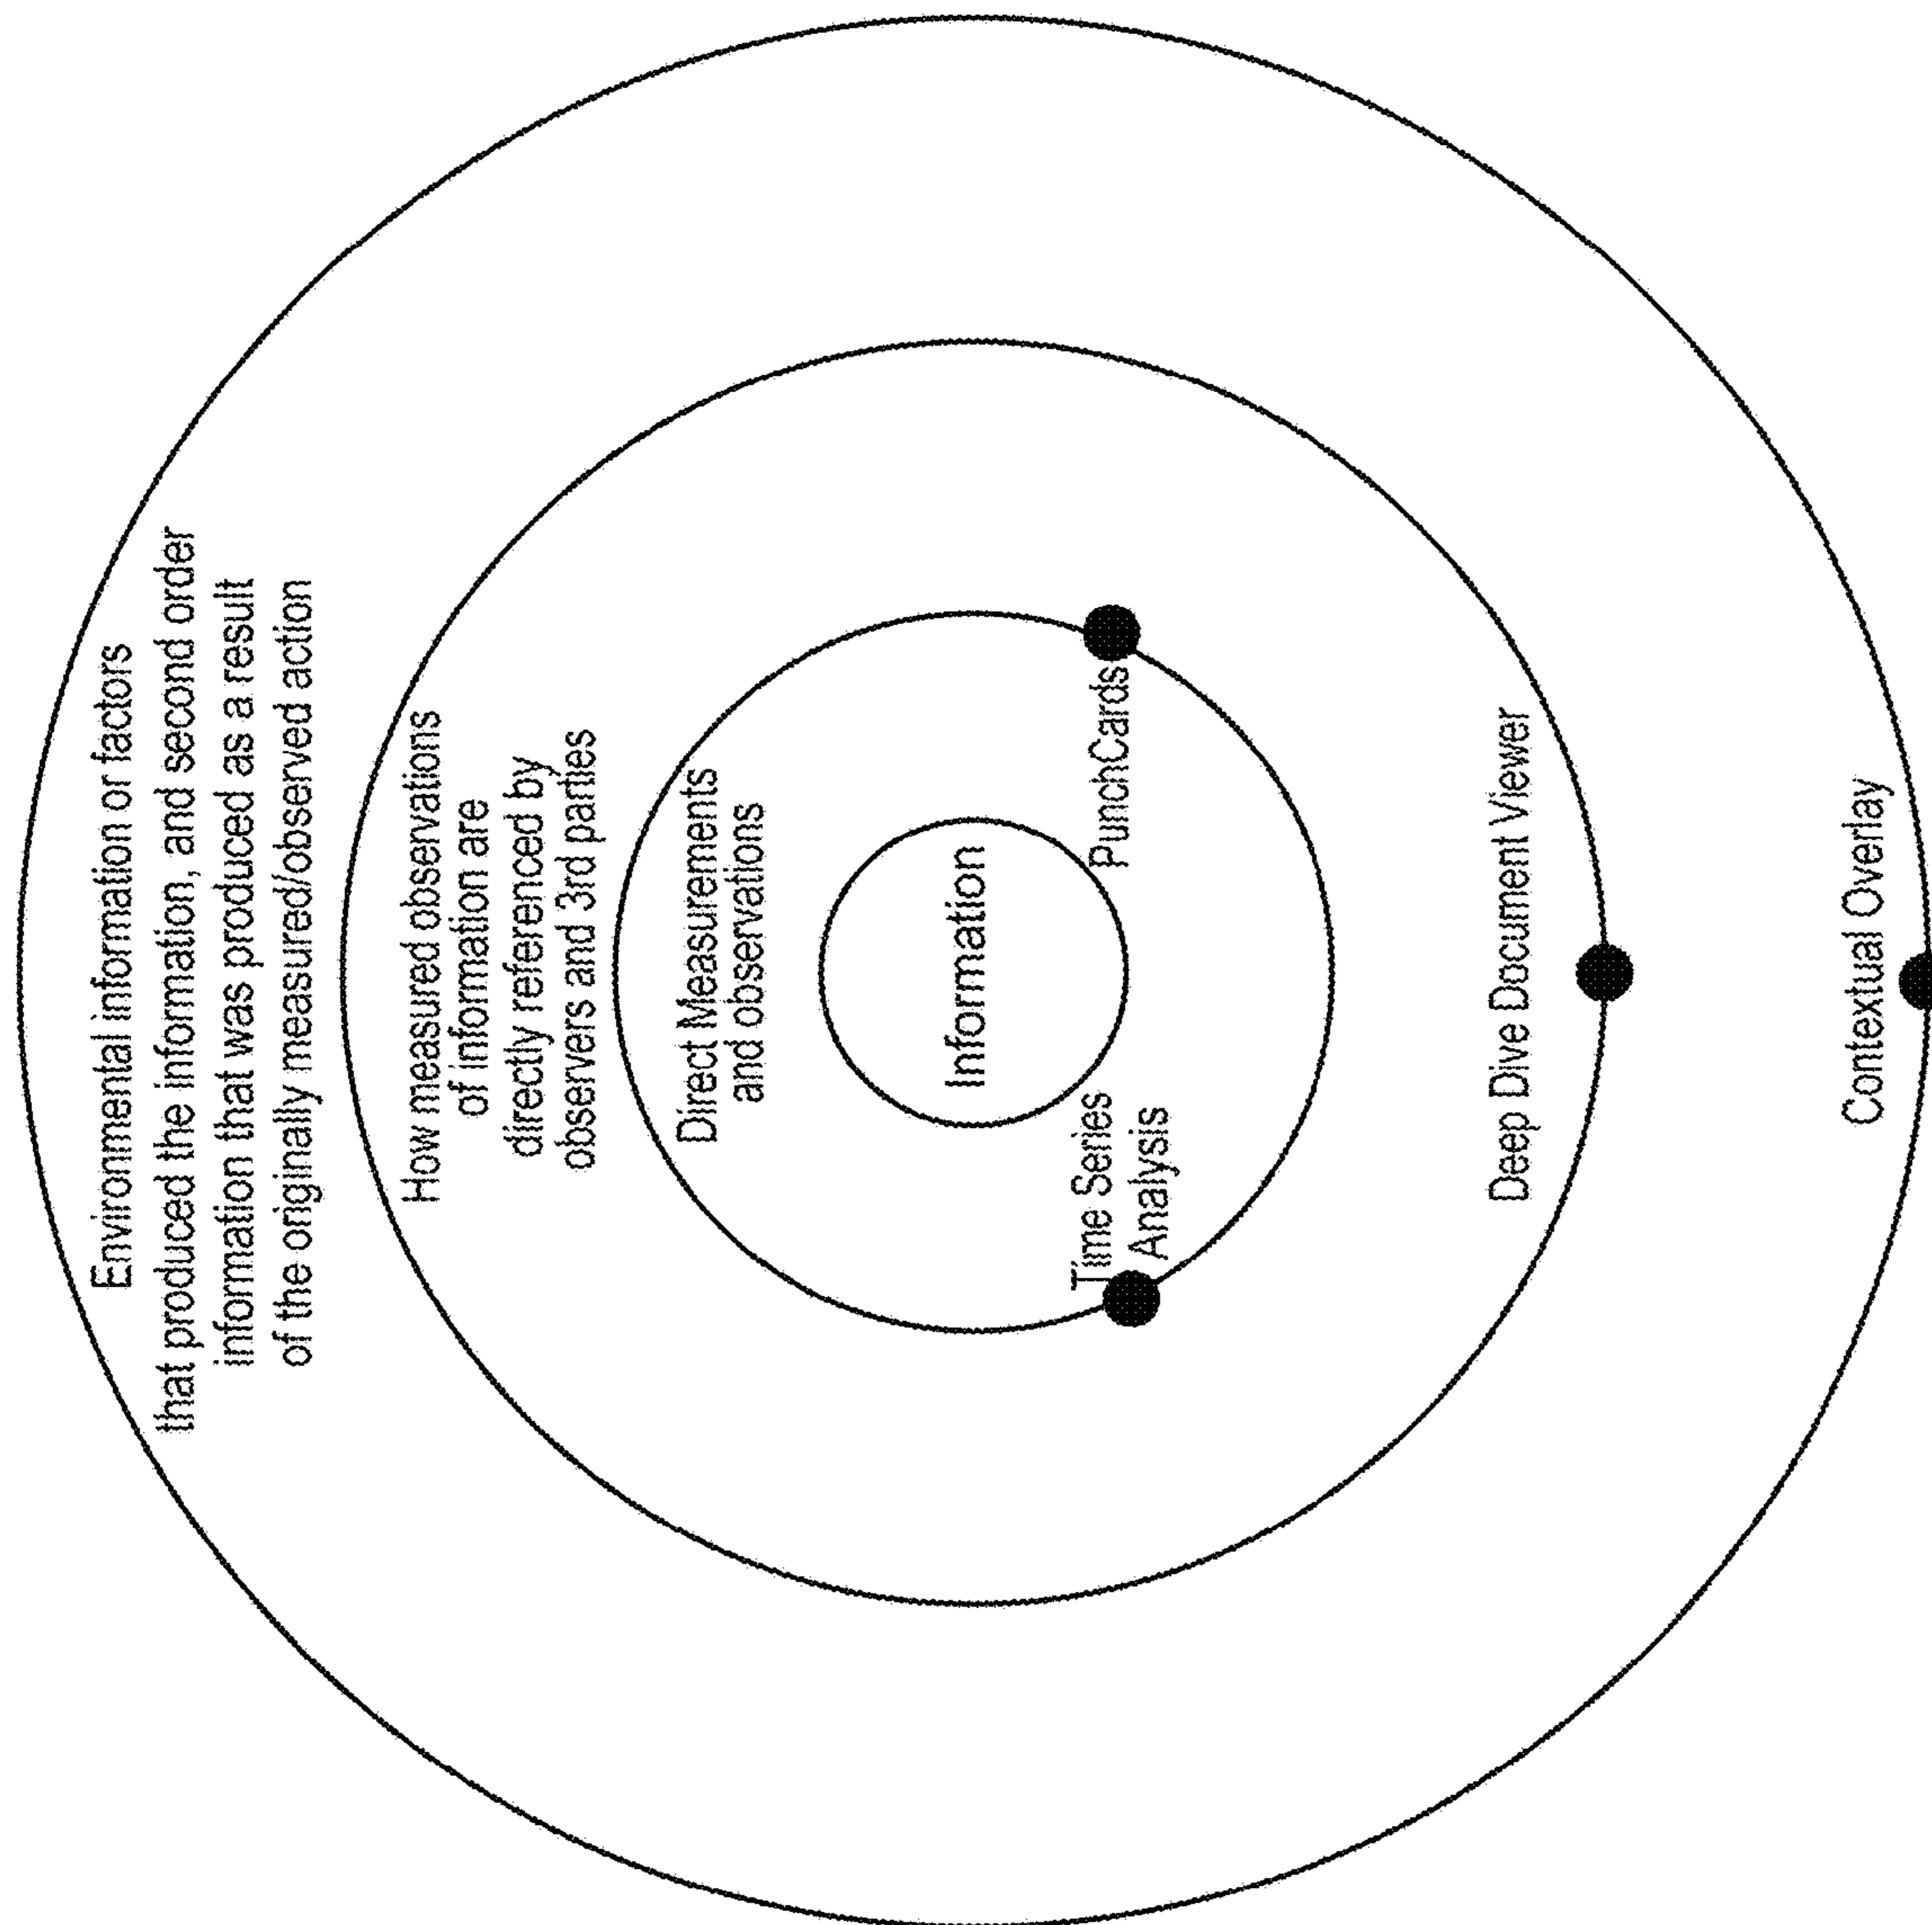 Environmental information or factors
that produced the information, and second order
information that was produced as a result
of the originally measured/observed action
How measured observations
of information are
directly referenced by
observers and 3rd parties
Direct Measurements
and observations
Information
Time Series
Analysis
PunchCards
Deep Dive Document Viewer
Contextual Overlay